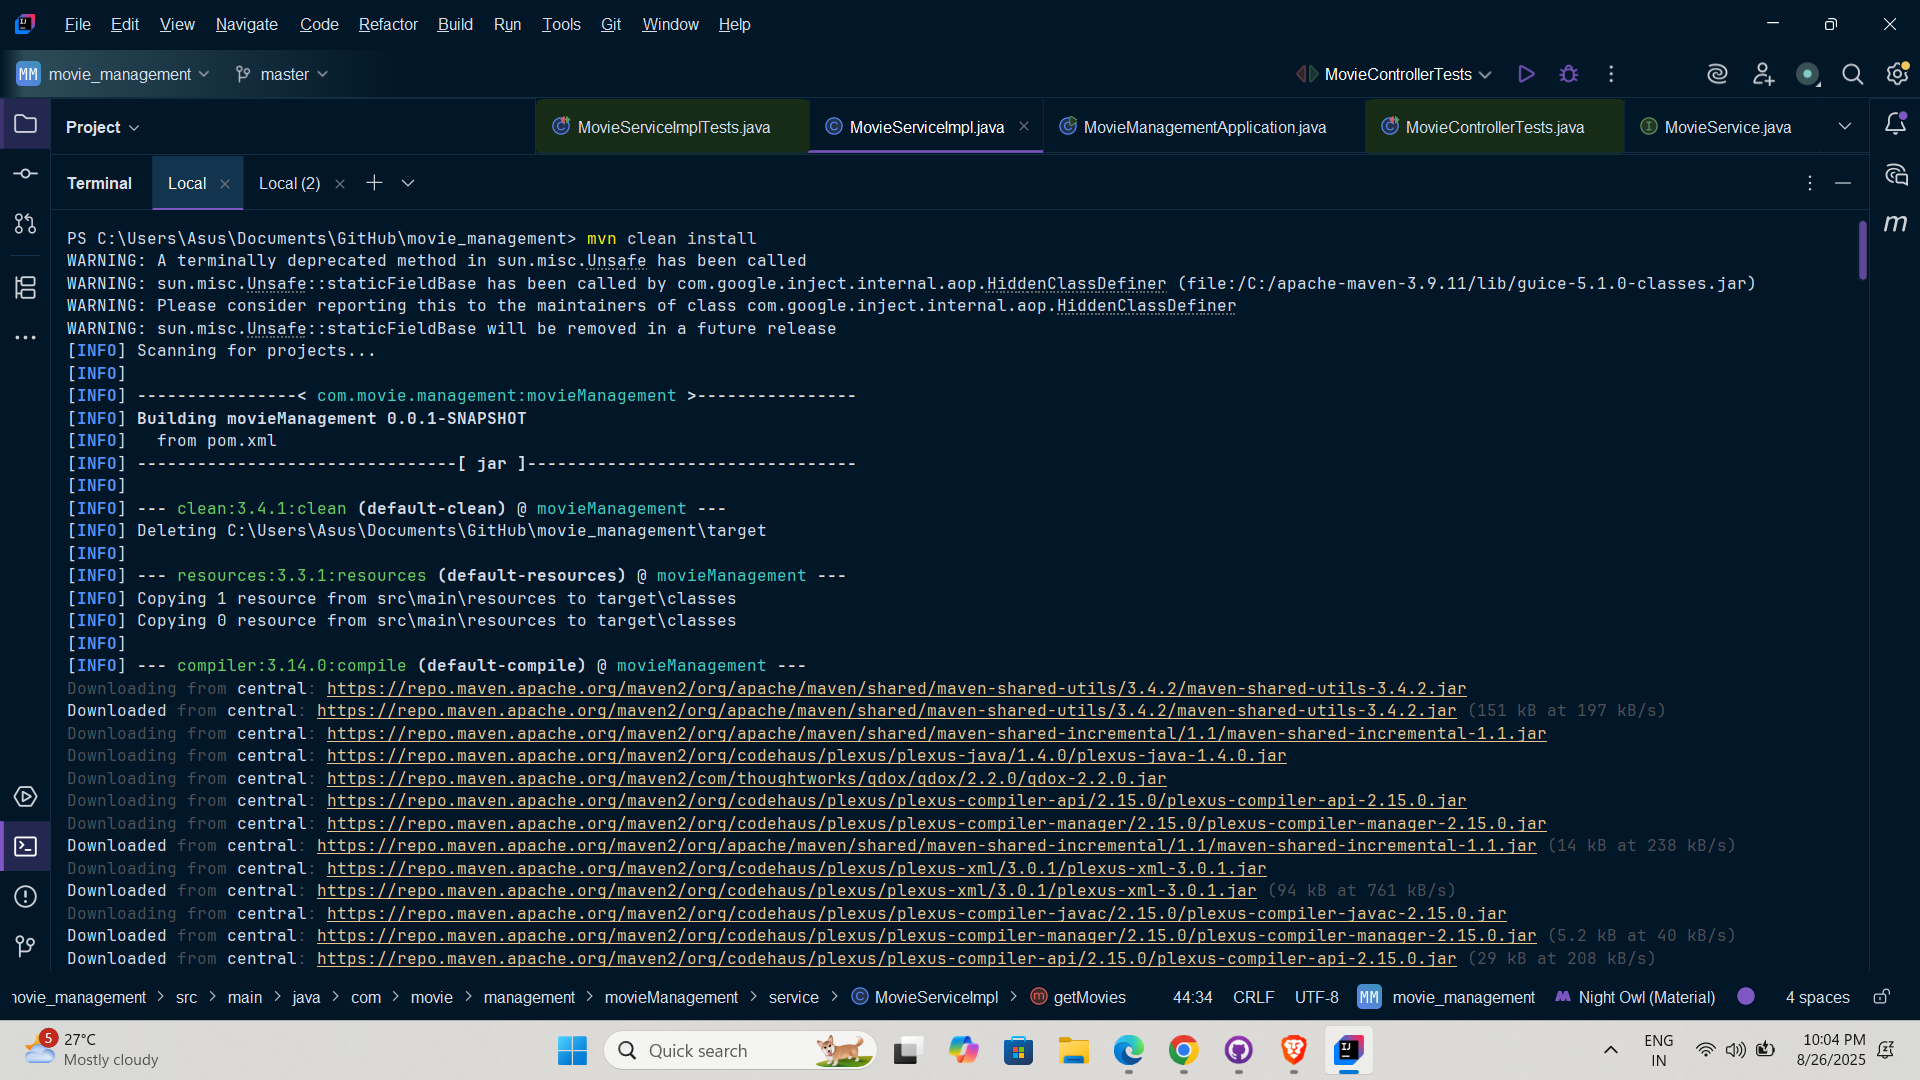 File Edit View Navigate Code Refactor Build Run Tools Git Window Help
MM movie_management master MovieControllerTests
Project MovieServiceImplTests.java MovieServiceImpl.java MovieManagementApplication.java MovieControllerTests.java MovieService.java
Terminal Local Local (2)
PS C:\Users\Asus\Documents\GitHub\movie_management> mvn clean install
WARNING: A terminally deprecated method in sun.misc.Unsafe has been called
WARNING: sun.misc.Unsafe::staticFieldBase has been called by com.google.inject.internal.aop.HiddenClassDefiner (file:/C:/apache-maven-3.9.11/lib/guice-5.1.0-classes.jar)
WARNING: Please consider reporting this to the maintainers of class com.google.inject.internal.aop.HiddenClassDefiner
WARNING: sun.misc.Unsafe::staticFieldBase will be removed in a future release
[INFO] Scanning for projects...
[INFO]
[INFO] ----------------< com.movie.management:movieManagement >----------------
[INFO] Building movieManagement 0.0.1-SNAPSHOT
[INFO]   from pom.xml
[INFO] --------------------------------[ jar ]---------------------------------
[INFO]
[INFO] --- clean:3.4.1:clean (default-clean) @ movieManagement ---
[INFO] Deleting C:\Users\Asus\Documents\GitHub\movie_management\target
[INFO]
[INFO] --- resources:3.3.1:resources (default-resources) @ movieManagement ---
[INFO] Copying 1 resource from src\main\resources to target\classes
[INFO] Copying 0 resource from src\main\resources to target\classes
[INFO]
[INFO] --- compiler:3.14.0:compile (default-compile) @ movieManagement ---
Downloading from central: https://repo.maven.apache.org/maven2/org/apache/maven/shared/maven-shared-utils/3.4.2/maven-shared-utils-3.4.2.jar
Downloaded from central: https://repo.maven.apache.org/maven2/org/apache/maven/shared/maven-shared-utils/3.4.2/maven-shared-utils-3.4.2.jar (151 kB at 197 kB/s)
Downloading from central: https://repo.maven.apache.org/maven2/org/apache/maven/shared/maven-shared-incremental/1.1/maven-shared-incremental-1.1.jar
Downloading from central: https://repo.maven.apache.org/maven2/org/codehaus/plexus/plexus-java/1.4.0/plexus-java-1.4.0.jar
Downloading from central: https://repo.maven.apache.org/maven2/com/thoughtworks/qdox/qdox/2.2.0/qdox-2.2.0.jar
Downloading from central: https://repo.maven.apache.org/maven2/org/codehaus/plexus/plexus-compiler-api/2.15.0/plexus-compiler-api-2.15.0.jar
Downloading from central: https://repo.maven.apache.org/maven2/org/codehaus/plexus/plexus-compiler-manager/2.15.0/plexus-compiler-manager-2.15.0.jar
Downloaded from central: https://repo.maven.apache.org/maven2/org/apache/maven/shared/maven-shared-incremental/1.1/maven-shared-incremental-1.1.jar (14 kB at 238 kB/s)
Downloading from central: https://repo.maven.apache.org/maven2/org/codehaus/plexus/plexus-xml/3.0.1/plexus-xml-3.0.1.jar
Downloaded from central: https://repo.maven.apache.org/maven2/org/codehaus/plexus/plexus-xml/3.0.1/plexus-xml-3.0.1.jar (94 kB at 761 kB/s)
Downloading from central: https://repo.maven.apache.org/maven2/org/codehaus/plexus/plexus-compiler-javac/2.15.0/plexus-compiler-javac-2.15.0.jar
Downloaded from central: https://repo.maven.apache.org/maven2/org/codehaus/plexus/plexus-compiler-manager/2.15.0/plexus-compiler-manager-2.15.0.jar (5.2 kB at 40 kB/s)
Downloaded from central: https://repo.maven.apache.org/maven2/org/codehaus/plexus/plexus-compiler-api/2.15.0/plexus-compiler-api-2.15.0.jar (29 kB at 208 kB/s)
movie_management > src > main > java > com > movie > management > movieManagement > service > MovieServiceImpl > getMovies 44:34 CRLF UTF-8 MM movie_management Night Owl (Material) 4 spaces
5 27°C
Mostly cloudy
Quick search
ENG
IN
10:04 PM
8/26/2025